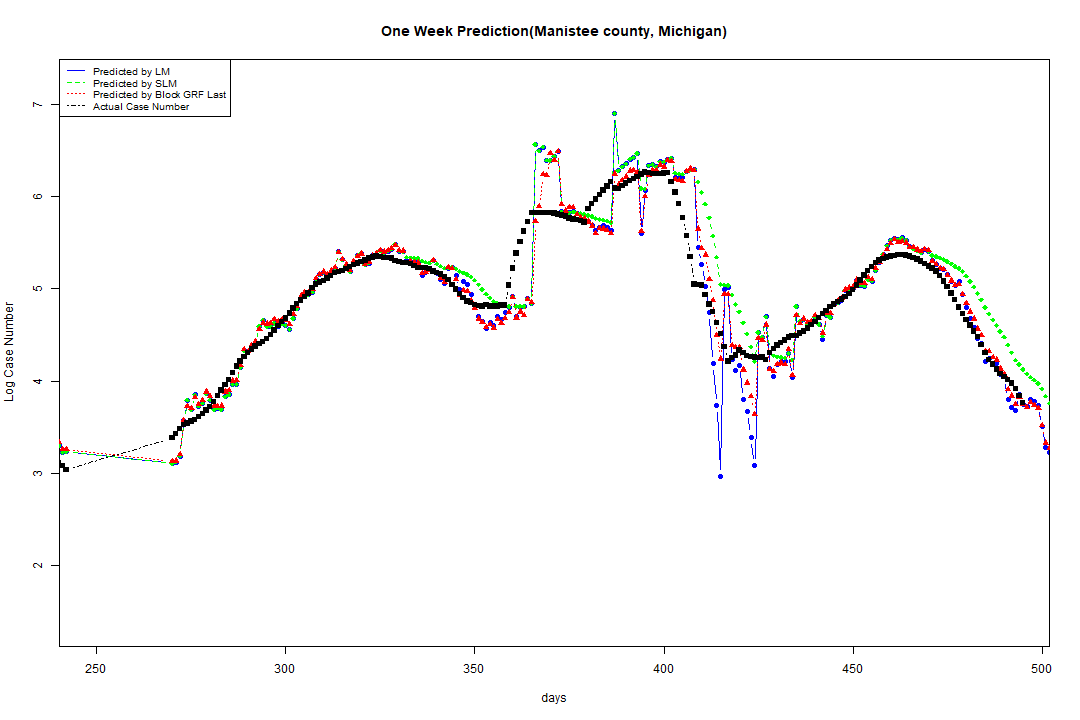 One Week Prediction(Manistee county, Michigan)
Predicted by LM
Predicted by SLM
Predicted by Block GRF Last
Actual Case Number
7
6
5
4
3
2
Log Case Number
250 300 350 400 450 500
days